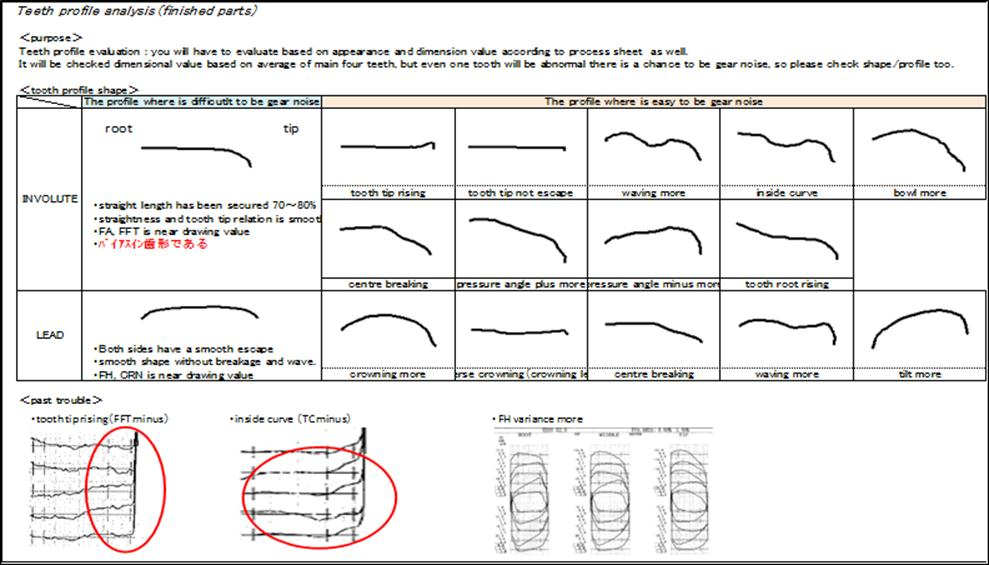 Teeth profile analysis (finished parts)
<purpose>
Teeth profile evaluation : you will have to evaluate based on appearance and dimension value according to process sheet as well.
It will be checked dimensional value based on average of main four teeth, but even one tooth will be abnormal there is a chance to be gear noise, so please check shape/profile too.
<tooth profile shape>
The profile where is difficutlt to be gear noise
The profile where is easy to be gear noise
INVOLUTE
root tip
・straight length has been secured 70～80%
・straightness and tooth tip relation is smoot
・FA, FFT is near drawing value
・ﾊﾞｲｱｽｲﾝ歯形である
tooth tip rising
tooth tip not escape
waving more
inside curve
bowl more
centre breaking
pressure angle plus more
ressure angle minus more
tooth root rising
LEAD
・Both sides have a smooth escape
・smooth shape without breakage and wave.
・FH, CRN is near drawing value
crowning more
erse crowning (crowning le
centre breaking
waving more
tilt more
<past trouble>
・tooth tip rising (FFT minus)
・inside curve (TC minus)
・FH variance more
ROOT MIDDLE TIP